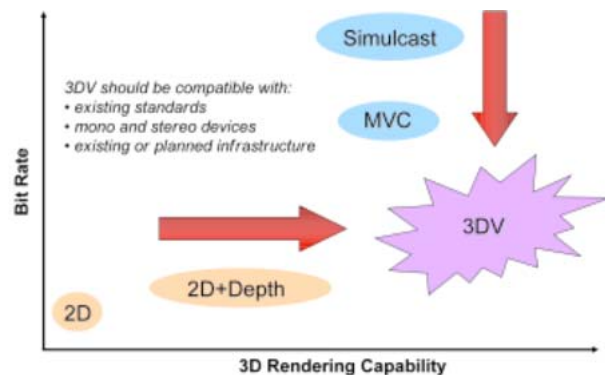 Simulcast
3DV should be compatible with:
• existing standards
• mono and stereo devices
• existing or planned infrastructure
MVC
Bit Rate
3DV
2D+Depth
2D
3D Rendering Capability